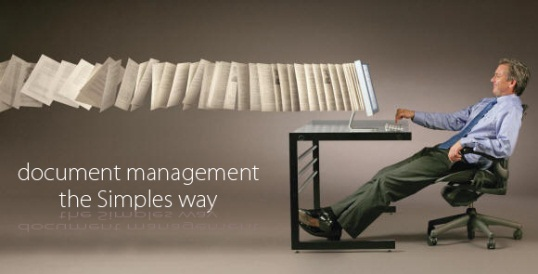 document management
the Simples way